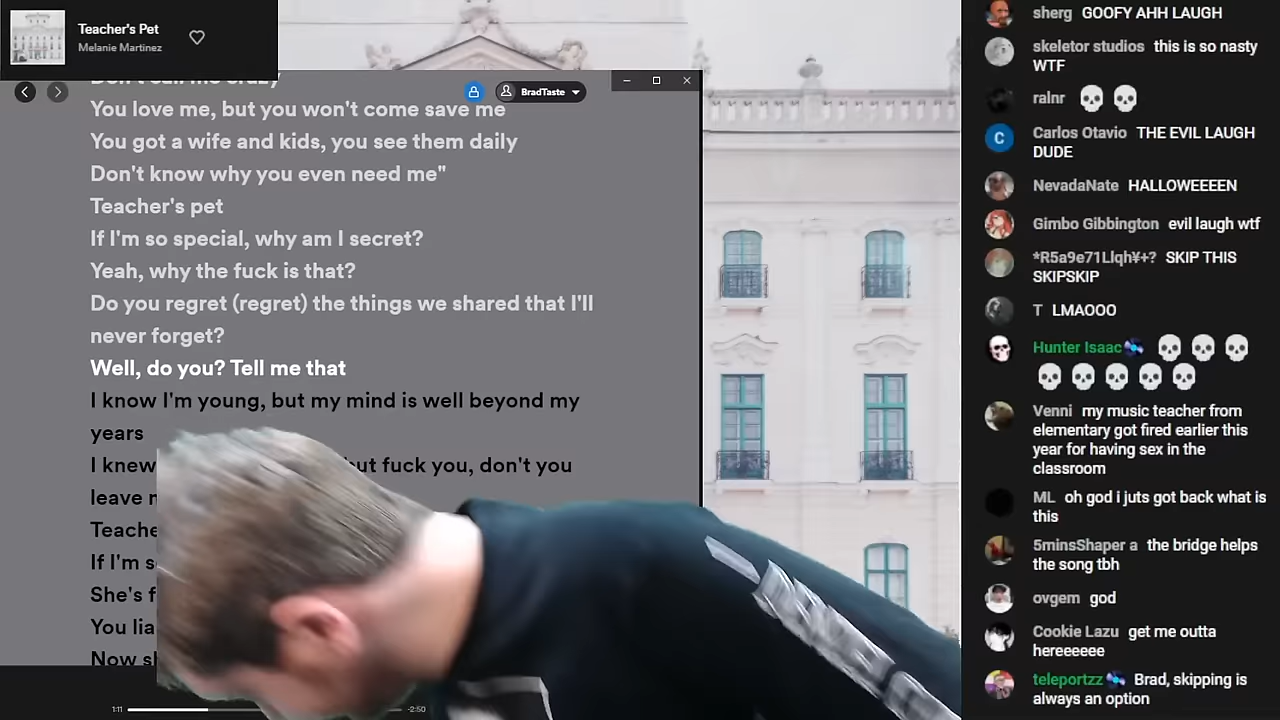 Teacher's Pet
Melanie Martinez
BradTaste
You love me, but you won't come save me
You got a wife and kids, you see them daily
Don't know why you even need me"
Teacher's pet
If I'm so special, why am I secret?
Yeah, why the fuck is that?
Do you regret (regret) the things we shared that I'll
never forget?
Well, do you? Tell me that
I know I'm young, but my mind is well beyond my
years
I knew
but fuck you, don't you
leave
If I'm
She's
You
Now
1:11
-2:50
sherg GOOFY AHH LAUGH
skeletor studios this is so nasty
WTF
ralnr 💀 💀
C
Carlos Otavio THE EVIL LAUGH
DUDE
NevadaNate HALLOWEEEEN
Gimbo Gibbington evil laugh wtf
*R5a9e71Llqh¥+? SKIP THIS
SKIPSKIP
T LMAOOO
Hunter Isaac 💀 💀 💀
💀 💀 💀 💀 💀
Venni my music teacher from
elementary got fired earlier this
year for having sex in the
classroom
ML oh god i juts got back what is
this
5minsShaper a the bridge helps
the song tbh
ovgem god
Cookie Lazu get me outta
hereeeeee
teleportzz Brad, skipping is
always an option